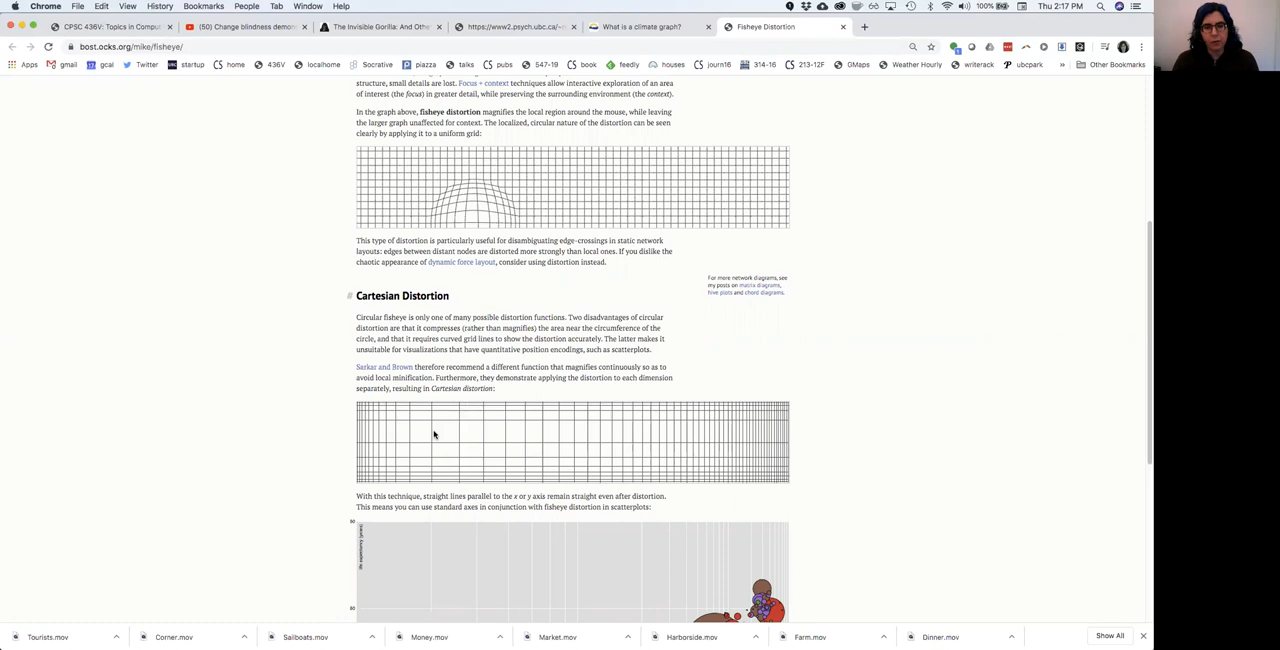 Chrome File Edit View History Bookmarks People Tab Window Help 100% Thu 2:17 PM
CPSC 436V: Topics in Comput × (50) Change blindness demon × The Invisible Gorilla: And Othe × https://www2.psych.ubc.ca/~ × What is a climate graph? × Fisheye Distortion × +
bost.ocks.org/mike/fisheye/
Apps gmail gcal Twitter startup home 436V localhome Socrative piazza talks pubs 547-19 book feedly houses journ16 314-16 213-12F GMaps Weather Hourly writerack ubcpark » Other Bookmarks
structure, small details are lost. Focus + context techniques allow interactive exploration of an area
of interest (the focus) in greater detail, while preserving the surrounding environment (the context).
In the graph above, fisheye distortion magnifies the local region around the mouse, while leaving
the larger graph unaffected for context. The localized, circular nature of the distortion can be seen
clearly by applying it to a uniform grid:
This type of distortion is particularly useful for disambiguating edge-crossings in static network
layouts: edges between distant nodes are distorted more strongly than local ones. If you dislike the
chaotic appearance of dynamic force layout, consider using distortion instead.
For more network diagrams, see
my posts on matrix diagrams,
hive plots and chord diagrams.
# Cartesian Distortion
Circular fisheye is only one of many possible distortion functions. Two disadvantages of circular
distortion are that it compresses (rather than magnifies) the area near the circumference of the
circle, and that it requires curved grid lines to show the distortion accurately. The latter makes it
unsuitable for visualizations that have quantitative position encodings, such as scatterplots.
Sarkar and Brown therefore recommend a different function that magnifies continuously so as to
avoid local minification. Furthermore, they demonstrate applying the distortion to each dimension
separately, resulting in Cartesian distortion:
With this technique, straight lines parallel to the x or y axis remain straight even after distortion.
This means you can use standard axes in conjunction with fisheye distortion in scatterplots:
life expectancy (years)
Tourists.mov Corner.mov Sailboats.mov Money.mov Market.mov Harborside.mov Farm.mov Dinner.mov Show All ×